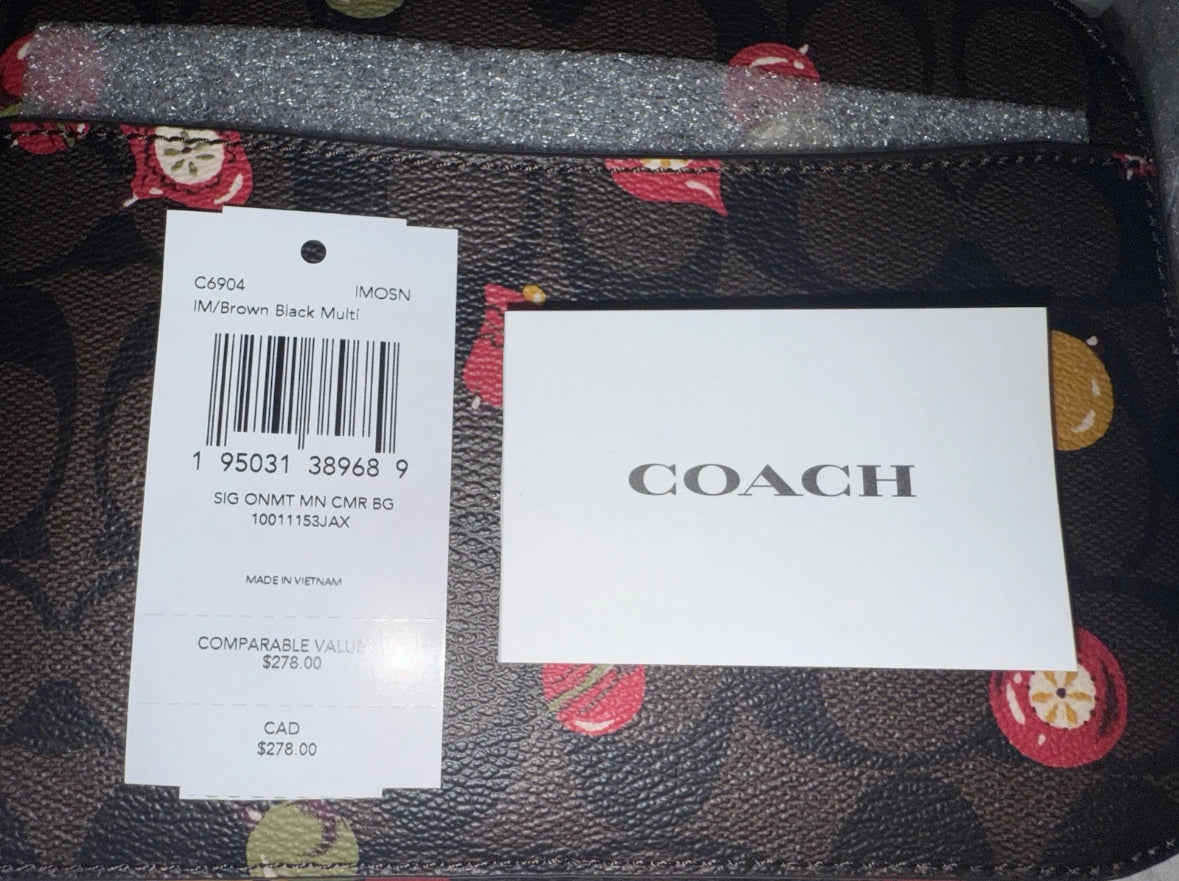 C6904 IMOSN
IM/Brown Black Multi
1 95031 38968 9
SIG ONMT MN CMR BG
10011153JAX
MADE IN VIETNAM
COMPARABLE VALUE
$278.00
CAD
$278.00
COACH